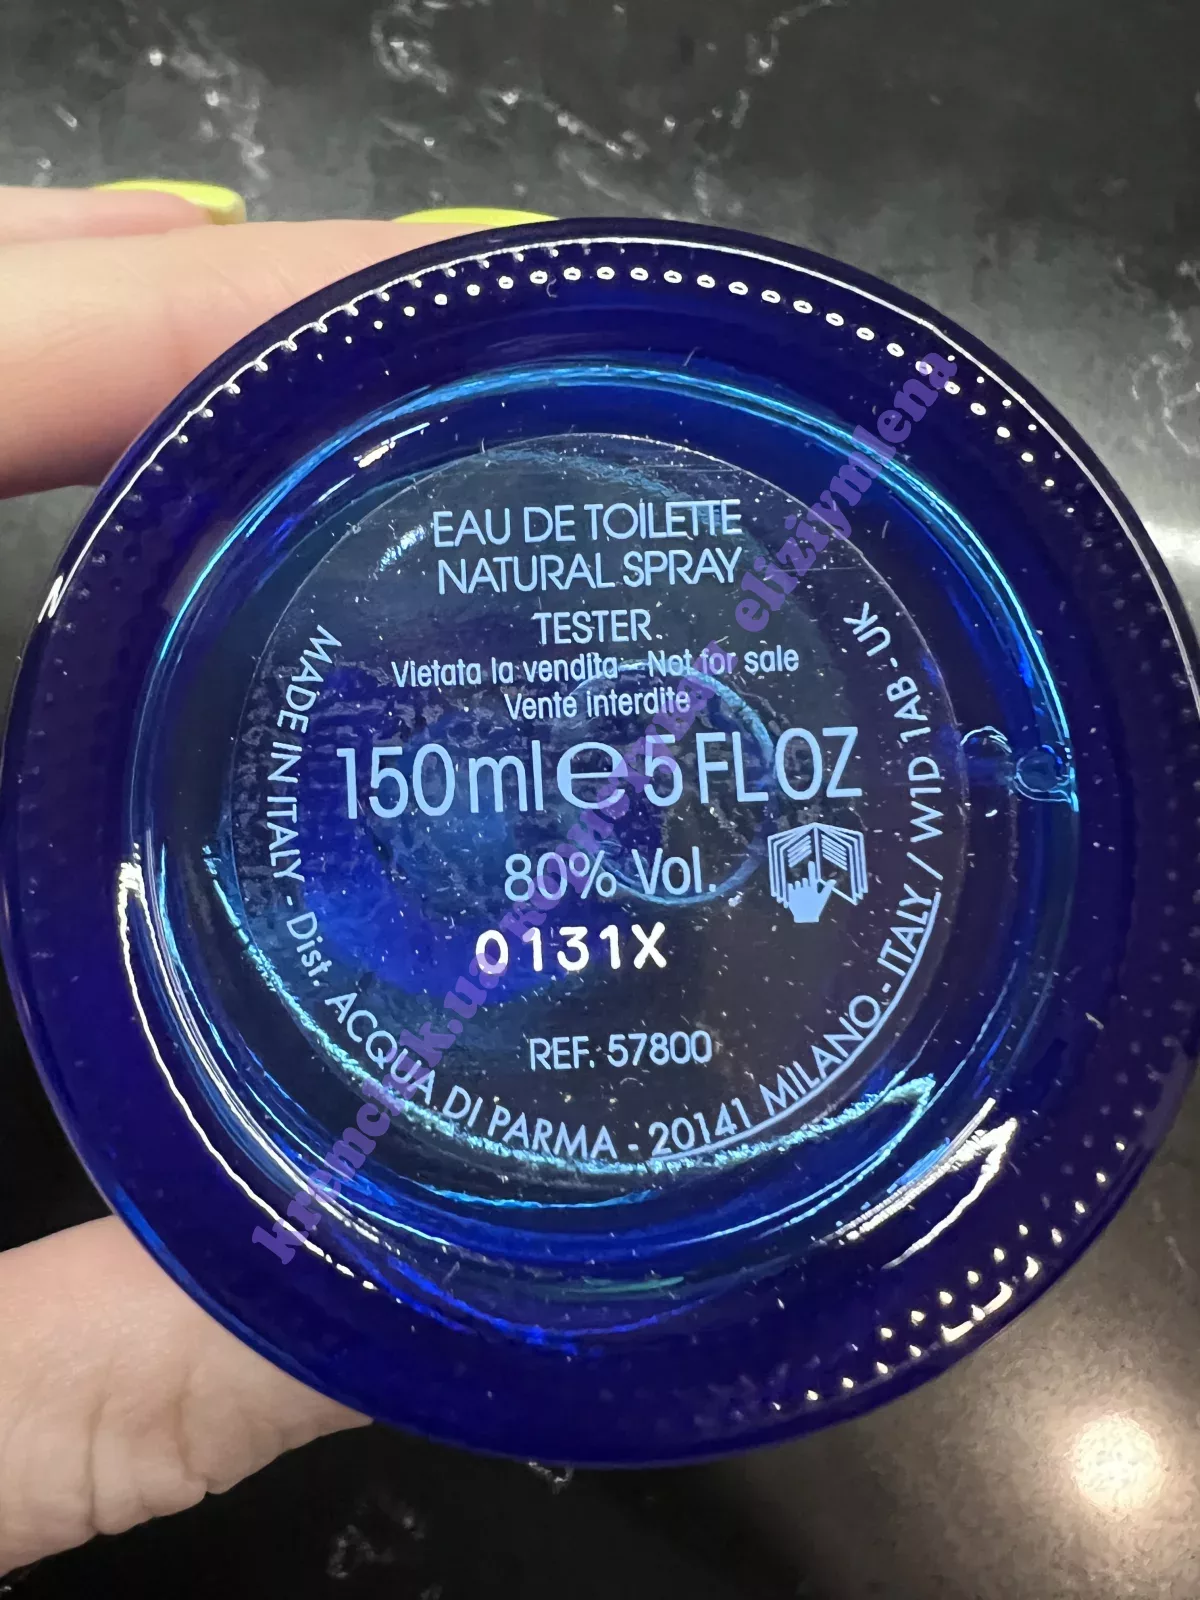 EAU DE TOILETTE
NATURAL SPRAY
TESTER
Vietata la vendita - Not for sale
Vente interdite
150 ml e 5 FL OZ
80% Vol.
0131X
REF. 57800
MADE IN ITALY - Dist. ACQUA DI PARMA - 20141 MILANO - ITALY / W1D 1AB - UK